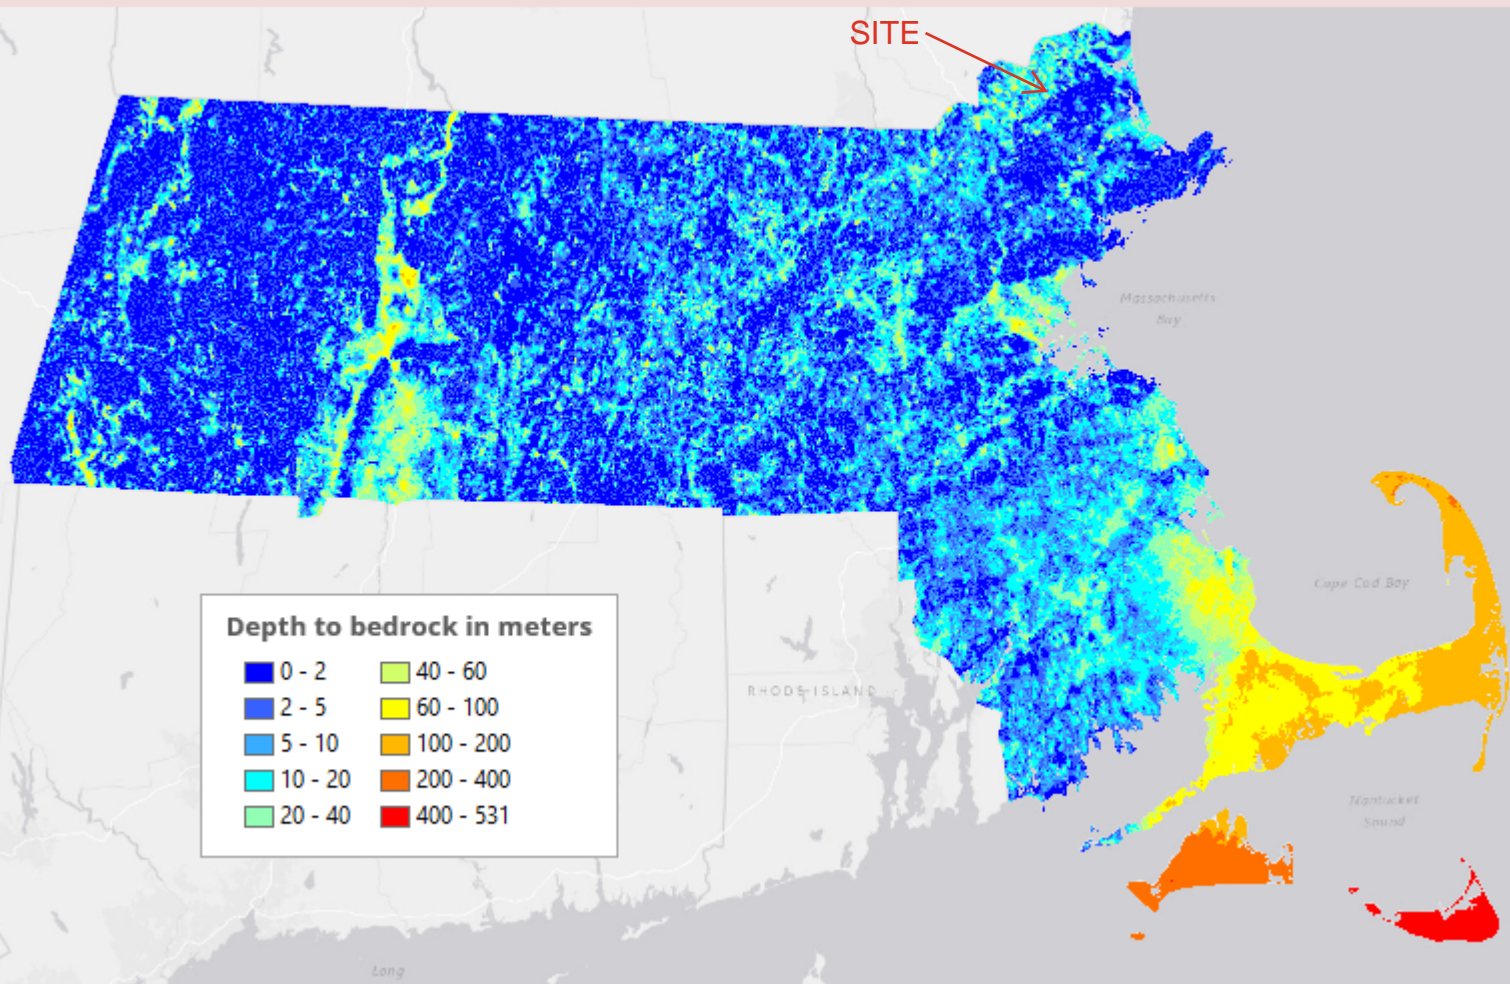 SITE
Massachusetts
Bay
Cape Cod Bay
Depth to bedrock in meters
0 - 2
40 - 60
2 - 5
60 - 100
5 - 10
100 - 200
10 - 20
200 - 400
20 - 40
400 - 531
RHODE ISLAND
Nantucket
Sound
Long